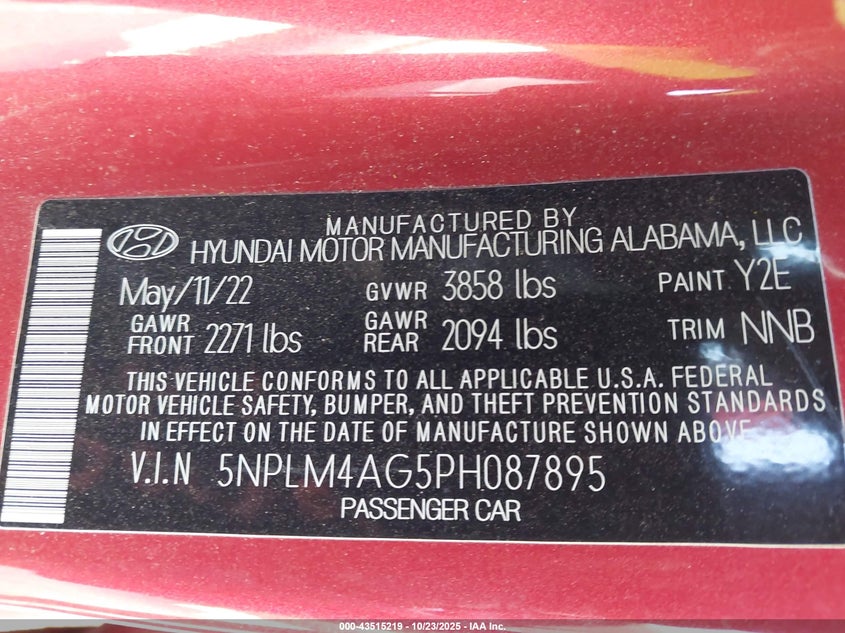 MANUFACTURED BY
HYUNDAI MOTOR MANUFACTURING ALABAMA, LLC
May/11/22 GVWR 3858 lbs PAINT Y2E
GAWR FRONT 2271 lbs GAWR REAR 2094 lbs TRIM NNB
THIS VEHICLE CONFORMS TO ALL APPLICABLE U.S.A. FEDERAL
MOTOR VEHICLE SAFETY, BUMPER, AND THEFT PREVENTION STANDARDS
IN EFFECT ON THE DATE OF MANUFACTURE SHOWN ABOVE.
V.I.N 5NPLM4AG5PH087895
PASSENGER CAR
000-43515219 - 10/23/2025 - IAA Inc.